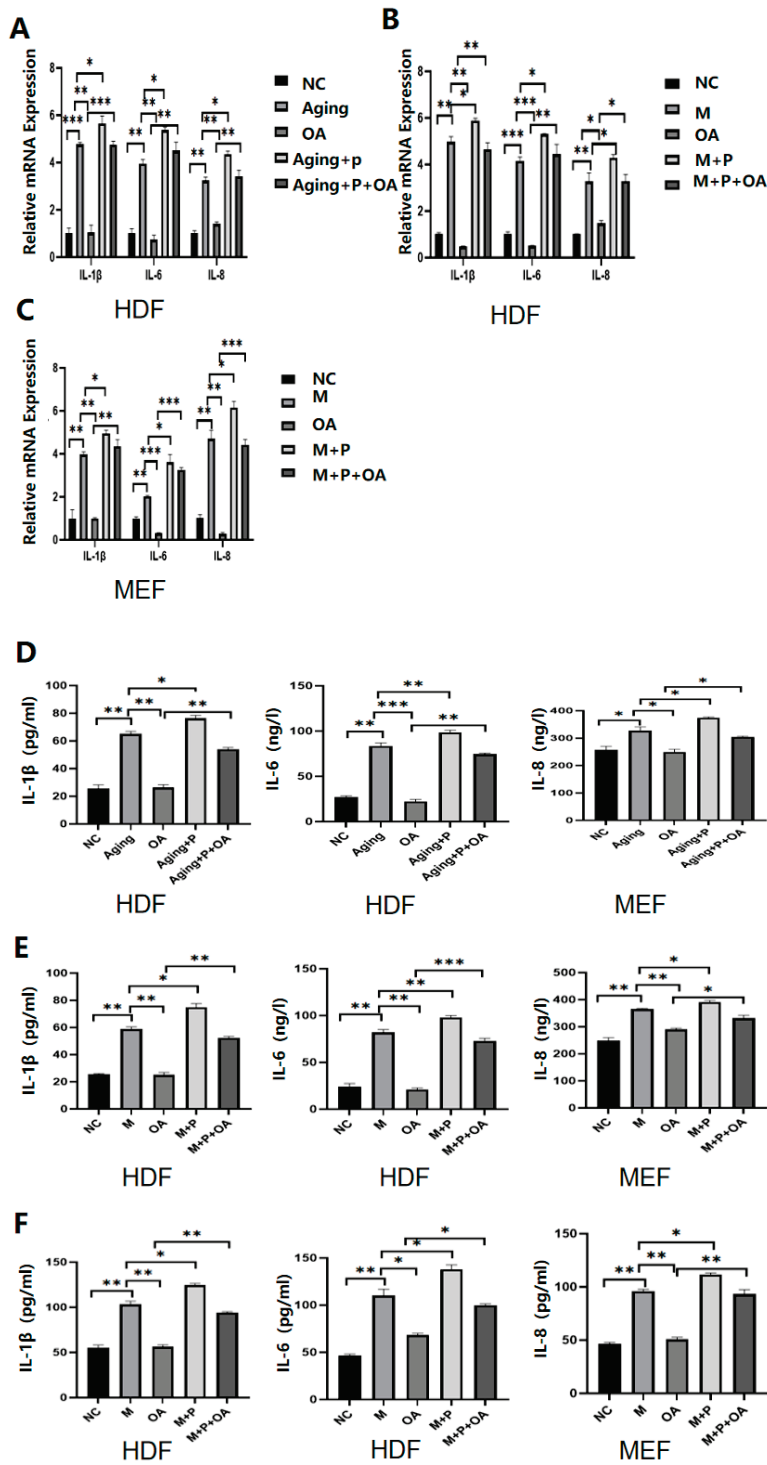 A
Relative mRNA Expression
8
6
4
2
0
* * *
** ** *
*** *** ** ** ** **
** **
IL-1β IL-6 IL-8
HDF
NC
Aging
OA
Aging+p
Aging+P+OA
B
Relative mRNA Expression
8
6
4
2
0
**
** * *
** * *** ** * *
*** **
IL-1β IL-6 IL-8
HDF
NC
M
OA
M+P
M+P+OA
C
Relative mRNA Expression
8
6
4
2
0
***
* *
** *** * **
** ** *** **
**
IL-1β IL-6 IL-8
MEF
NC
M
OA
M+P
M+P+OA
D
IL-1β (pg/ml)
100
80
60
40
20
0
*
** ** **
NC Aging OA Aging+P Aging+P+OA
HDF
IL-6 (ng/l)
150
100
50
0
**
** *** **
NC Aging OA Aging+P Aging+P+OA
HDF
IL-8 (ng/l)
400
300
200
100
0
*
*
* *
NC Aging OA Aging+P Aging+P+OA
MEF
E
IL-1β (pg/ml)
100
80
60
40
20
0
**
*
** **
NC M OA M+P M+P+OA
HDF
IL-6 (ng/l)
150
100
50
0
***
**
** **
NC M OA M+P M+P+OA
HDF
IL-8 (ng/l)
500
400
300
200
100
0
*
** ** *
NC M OA M+P M+P+OA
MEF
F
IL-1β (pg/ml)
150
100
50
0
**
*
** **
NC M OA M+P M+P+OA
HDF
IL-6 (pg/ml)
150
100
50
0
*
*
** *
NC M OA M+P M+P+OA
HDF
IL-8 (pg/ml)
150
100
50
0
*
** ** **
NC M OA M+P M+P+OA
MEF